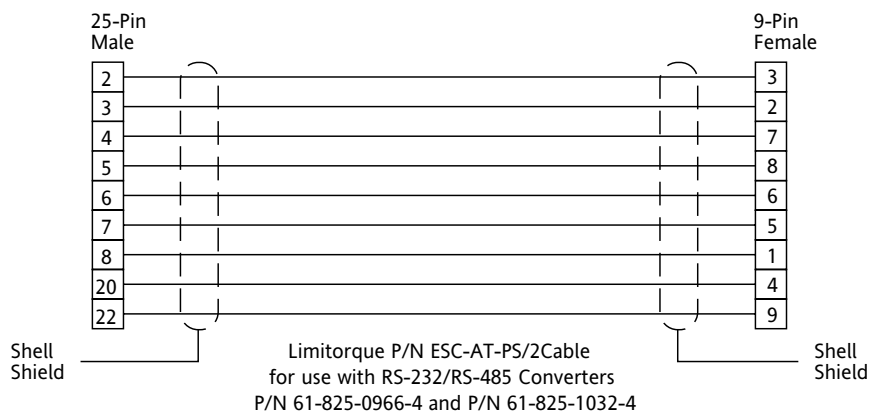 25-Pin
Male
9-Pin
Female
2 3
3 2
4 7
5 8
6 6
7 5
8 1
20 4
22 9
Shell
Shield
Shell
Shield
Limitorque P/N ESC-AT-PS/2Cable
for use with RS-232/RS-485 Converters
P/N 61-825-0966-4 and P/N 61-825-1032-4